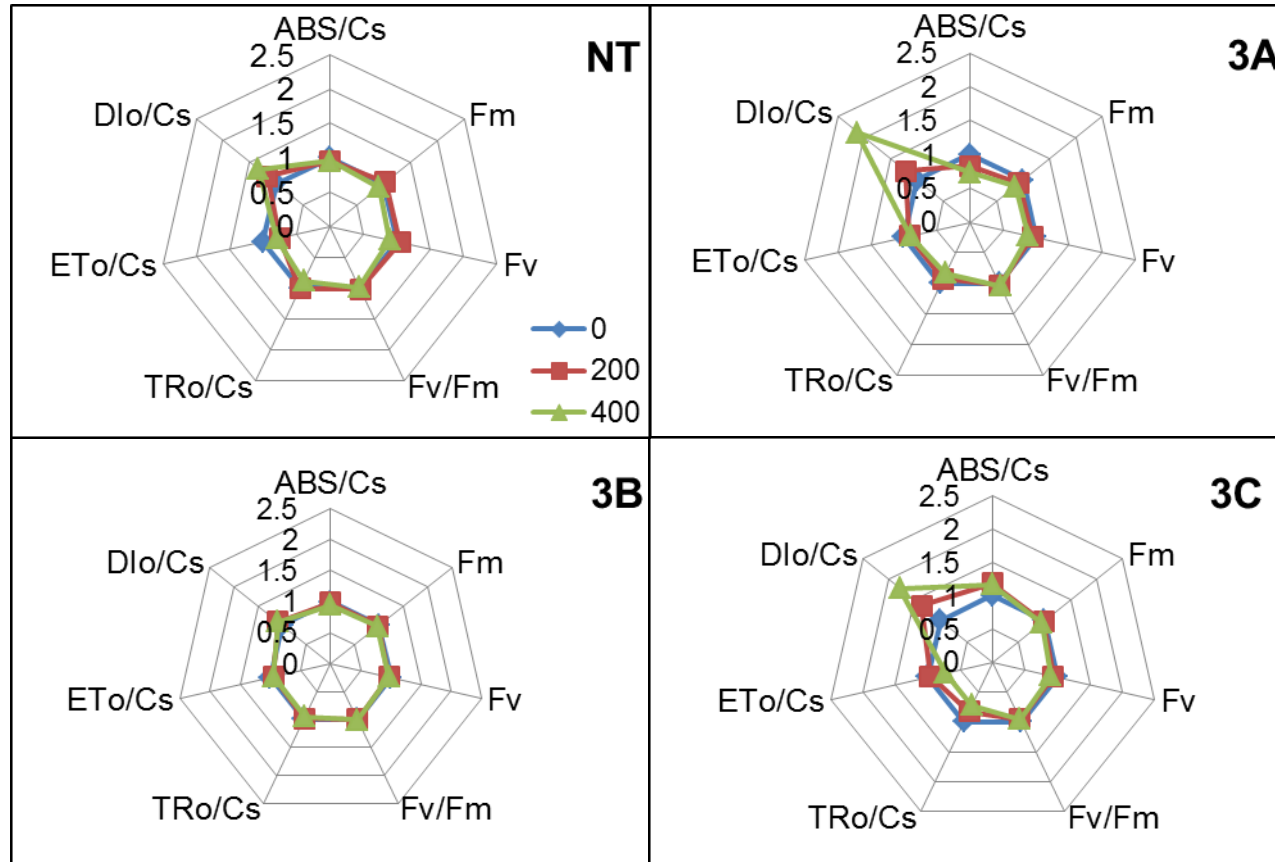 ABS/Cs
NT
2.5
2
1.5
1
0.5
0
Fm
Fv
Fv/Fm
TRo/Cs
ETo/Cs
DIo/Cs
0
200
400
ABS/Cs
3A
2.5
2
1.5
1
0.5
0
Fm
Fv
Fv/Fm
TRo/Cs
ETo/Cs
DIo/Cs
ABS/Cs
3B
2.5
2
1.5
1
0.5
0
Fm
Fv
Fv/Fm
TRo/Cs
ETo/Cs
DIo/Cs
ABS/Cs
3C
2.5
2
1.5
1
0.5
0
Fm
Fv
Fv/Fm
TRo/Cs
ETo/Cs
DIo/Cs